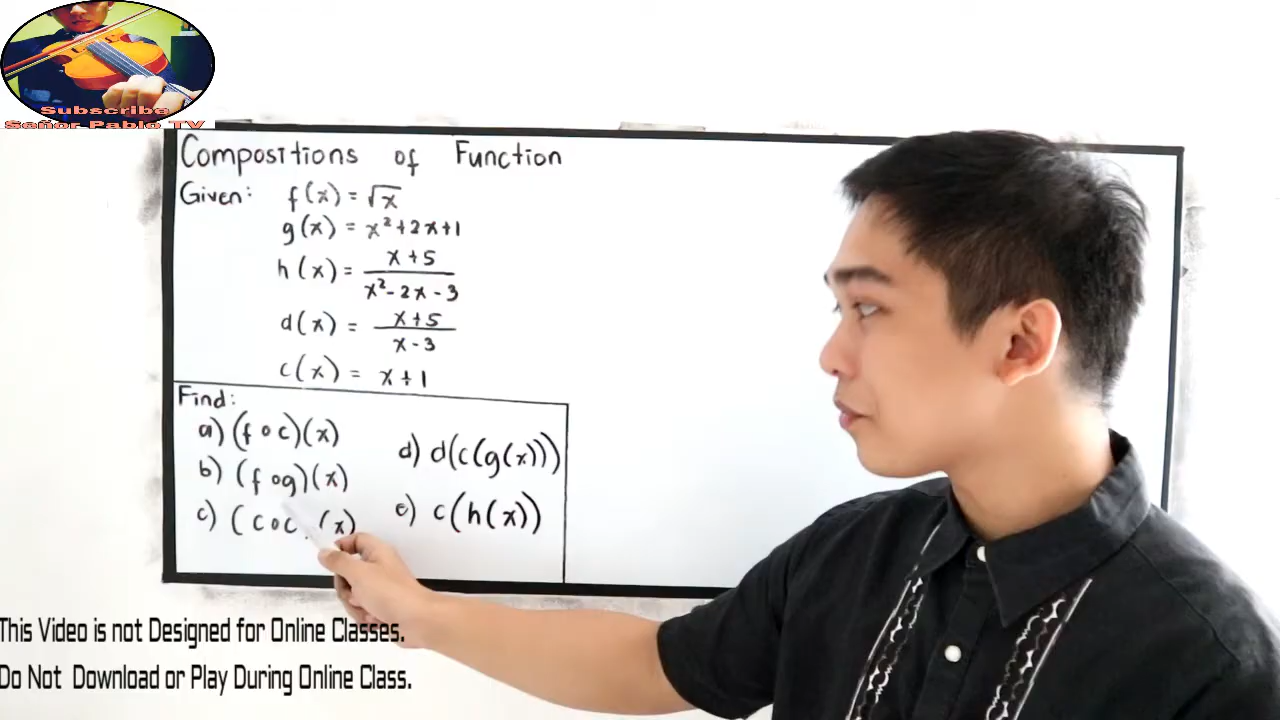 Subscribe
Señor Pablo TV
Compositions of Function
Given: f(x) = √x
g(x) = x²+2x+1
h(x) = x+5 / x²-2x-3
d(x) = x+5 / x-3
c(x) = x+1
Find:
a) (f∘c)(x)
b) (f∘g)(x)
c) (c∘c (x)
d) d(c(g(x)))
e) c(h(x))
This Video is not Designed for Online Classes.
Do Not Download or Play During Online Class.